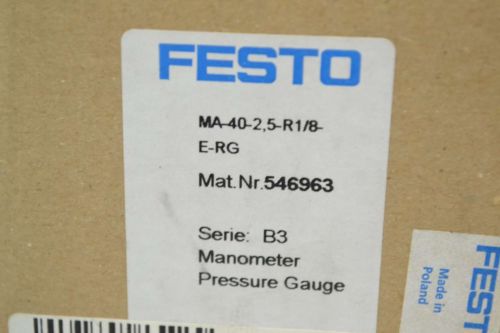 FESTO
MA-40-2,5-R1/8-
E-RG
Mat.Nr.546963
Serie: B3
Manometer
Pressure Gauge
FEST
Made in
Poland